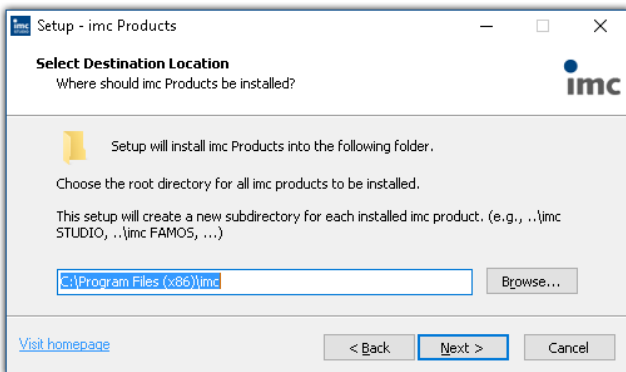 imc
STUDIO
Setup - imc Products
Select Destination Location
Where should imc Products be installed?
imc
Setup will install imc Products into the following folder.
Choose the root directory for all imc products to be installed.
This setup will create a new subdirectory for each installed imc product. (e.g., ..\imc
STUDIO, ..\imc FAMOS, ...)
C:\Program Files (x86)\imc
Browse...
Visit homepage
< Back
Next >
Cancel